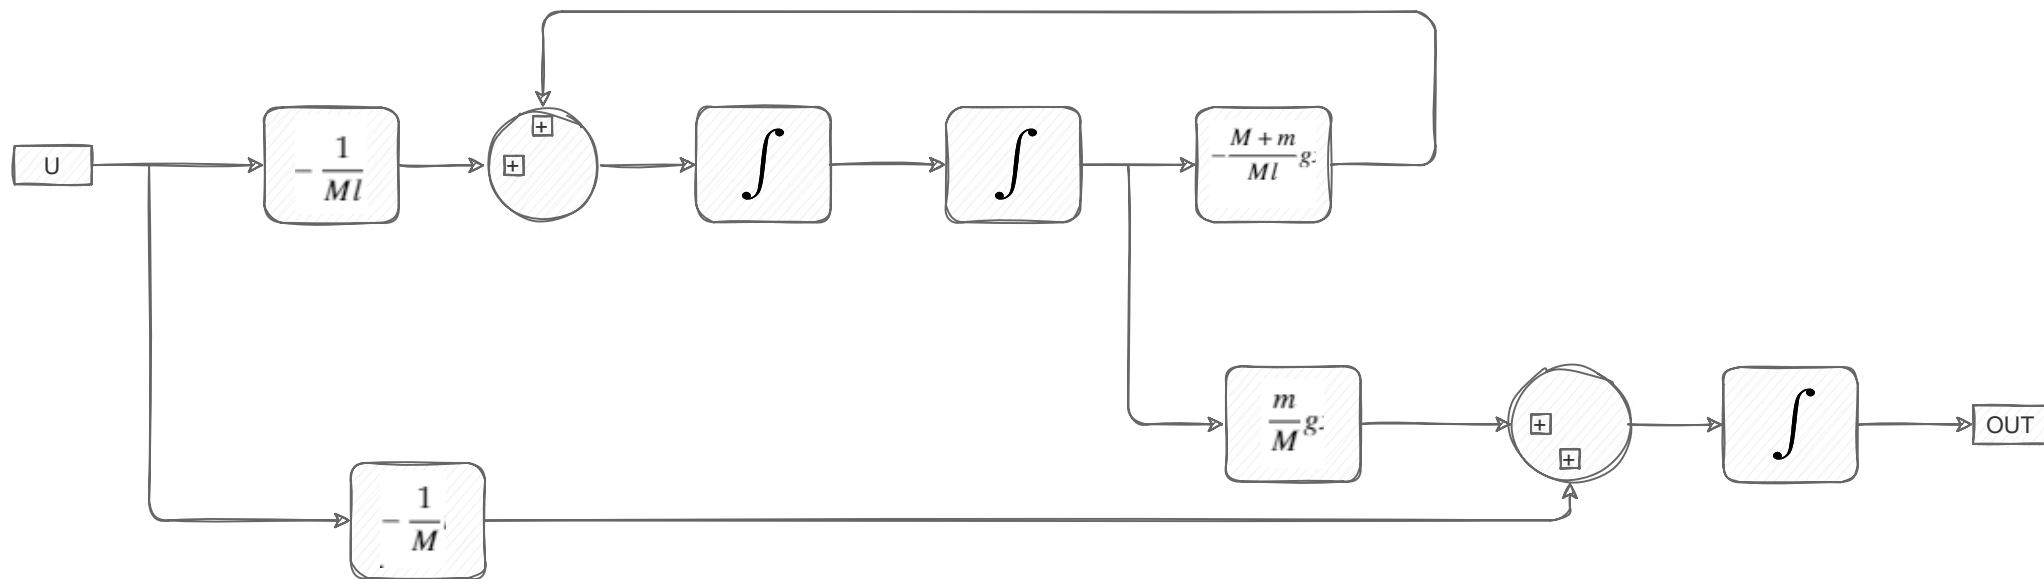 U
− 1/Ml
+
+
∫
∫
− M + m/Ml g
m/M g
+
+
∫
OUT
− 1/M